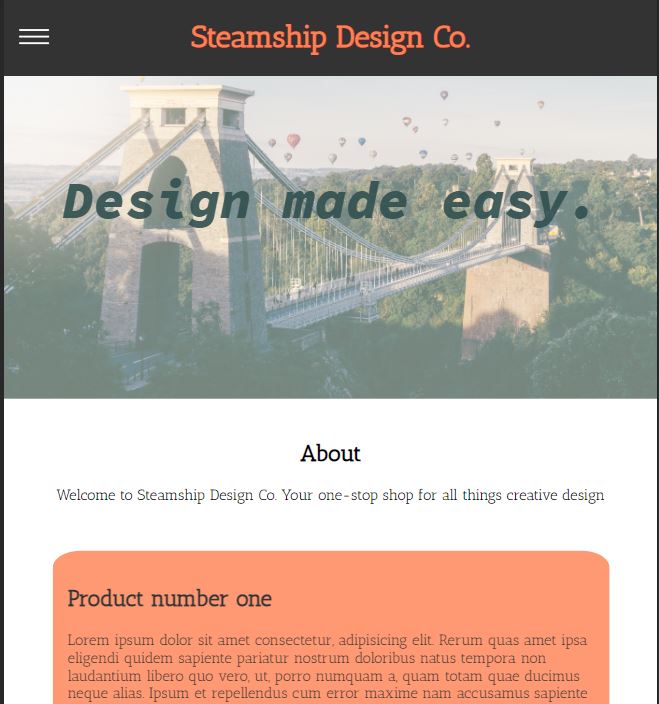 Steamship Design Co.
Design made easy.
About
Welcome to Steamship Design Co. Your one-stop shop for all things creative design
Product number one
Lorem ipsum dolor sit amet consectetur, adipisicing elit. Rerum quas amet ipsa
eligendi quidem sapiente pariatur nostrum doloribus natus tempora non
laudantium libero quo vero, ut, porro numquam a, quam totam quae ducimus
neque alias. Ipsum et repellendus cum error maxime nam accusamus sapiente